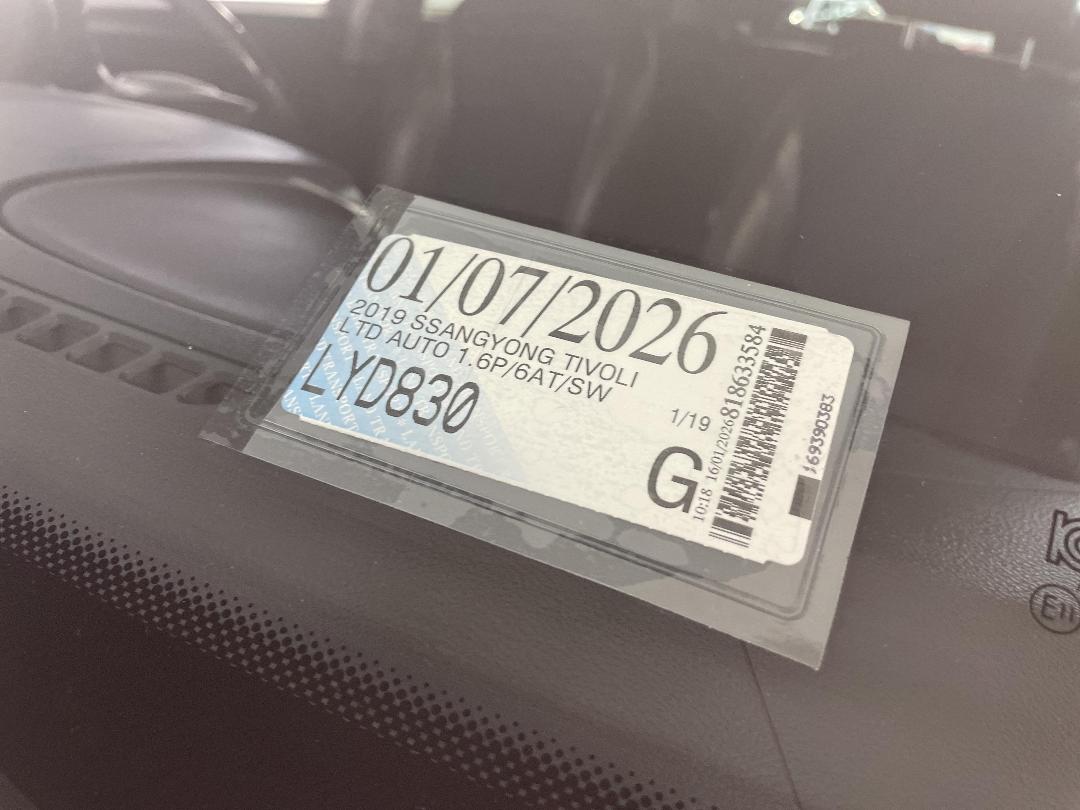 01/07/2026
2019 SSANGYONG TIVOLI
LTD AUTO 1.6P/6AT/SW
LYD830
1/19
G
10:18 16/01/2026
818633584
169390383
E11